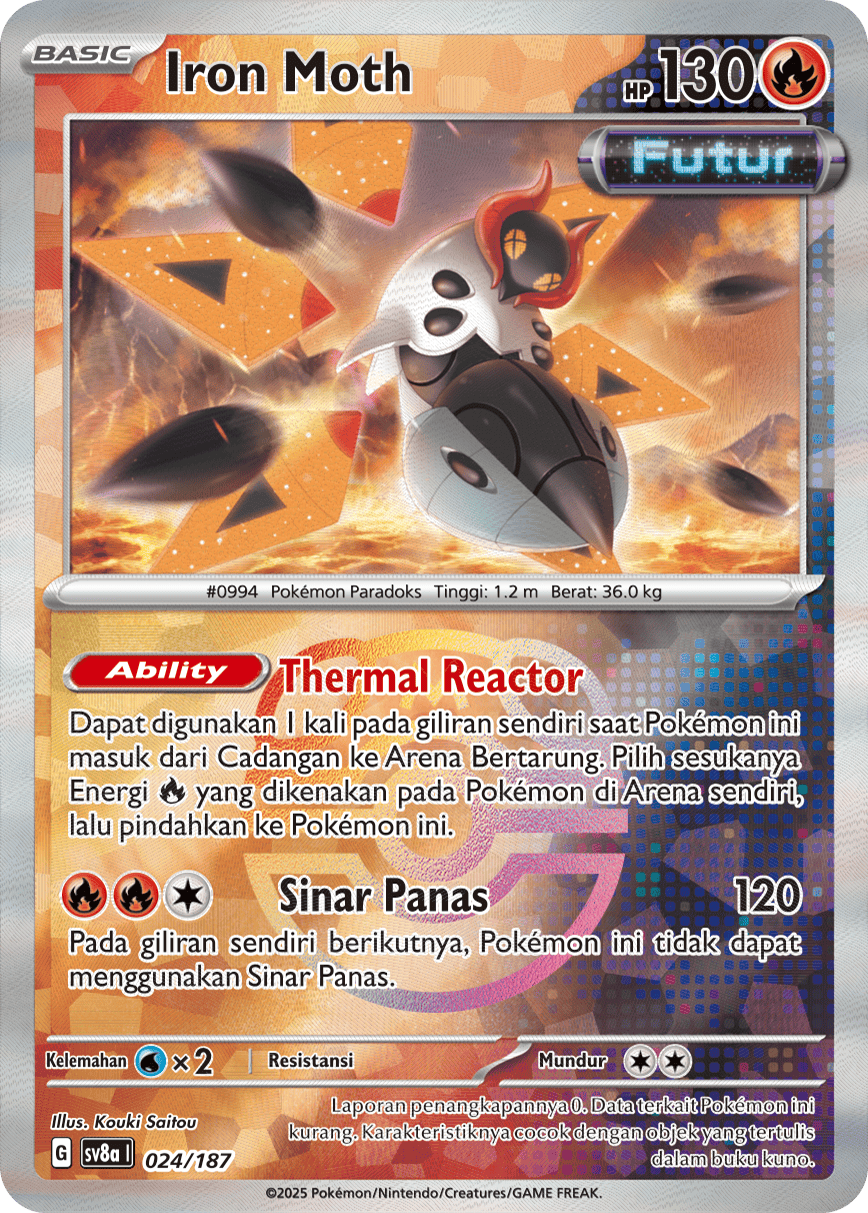 BASIC
Iron Moth
HP 130
Futur
#0994 Pokémon Paradoks Tinggi: 1.2 m Berat: 36.0 kg
Ability Thermal Reactor
Dapat digunakan 1 kali pada giliran sendiri saat Pokémon ini
masuk dari Cadangan ke Arena Bertarung. Pilih sesukanya
Energi yang dikenakan pada Pokémon di Arena sendiri,
lalu pindahkan ke Pokémon ini.
Sinar Panas 120
Pada giliran sendiri berikutnya, Pokémon ini tidak dapat
menggunakan Sinar Panas.
Kelemahan ×2 Resistansi Mundur
Illus. Kouki Saitou
Laporan penangkapannya 0. Data terkait Pokémon ini
kurang. Karakteristiknya cocok dengan objek yang tertulis
dalam buku kuno.
G sv8a I 024/187
©2025 Pokémon/Nintendo/Creatures/GAME FREAK.